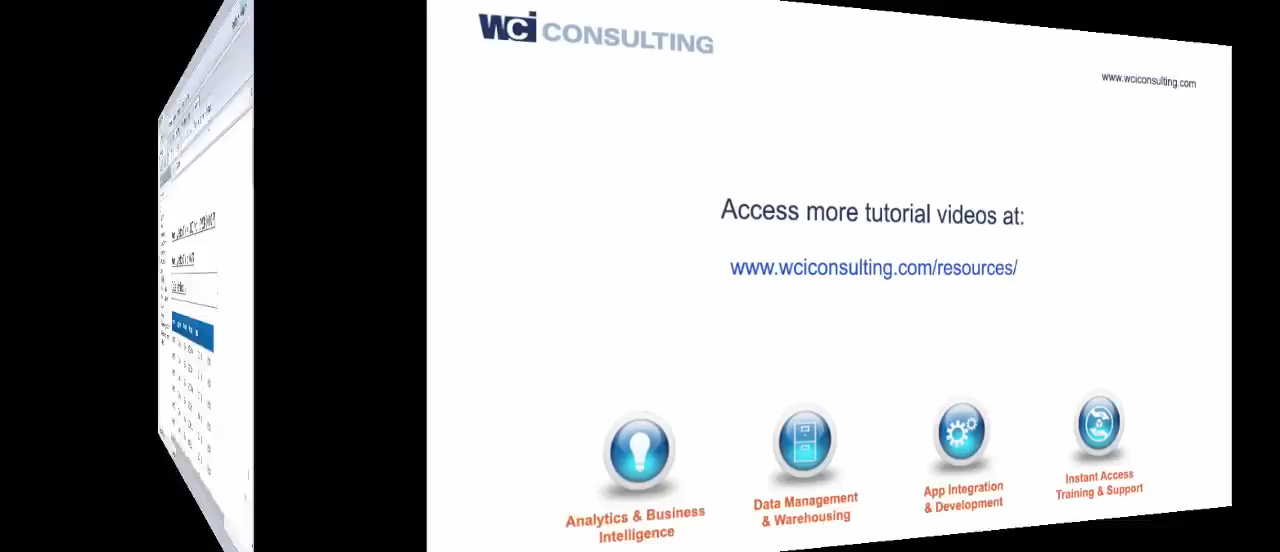 wci CONSULTING
www.wciconsulting.com
Access more tutorial videos at:
www.wciconsulting.com/resources/
Analytics & Business
Intelligence
Data Management
& Warehousing
App Integration
& Development
Instant Access
Training & Support